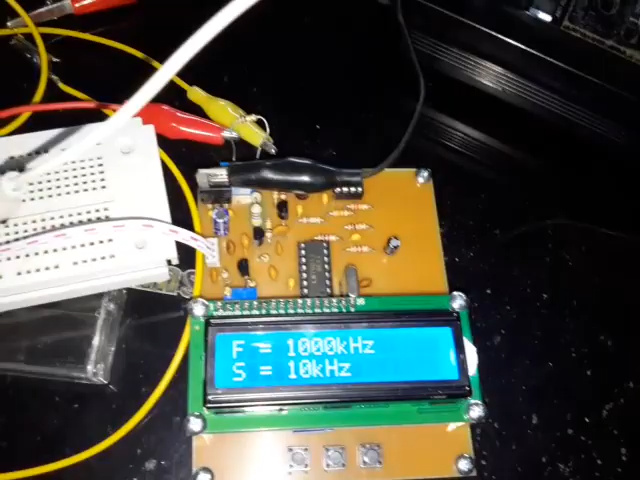 F = 1000kHz
S = 10kHz